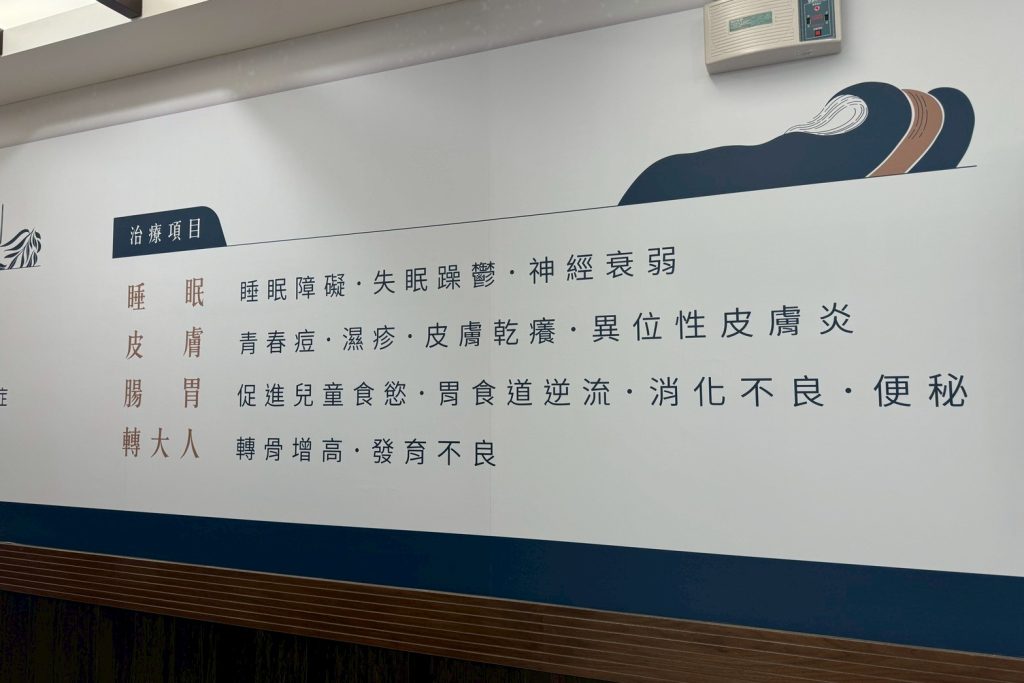 治療項目
睡眠 睡眠障礙·失眠躁鬱·神經衰弱
皮膚 青春痘·濕疹·皮膚乾癢·異位性皮膚炎
腸胃 促進兒童食慾·胃食道逆流·消化不良·便秘
症
轉大人 轉骨增高·發育不良